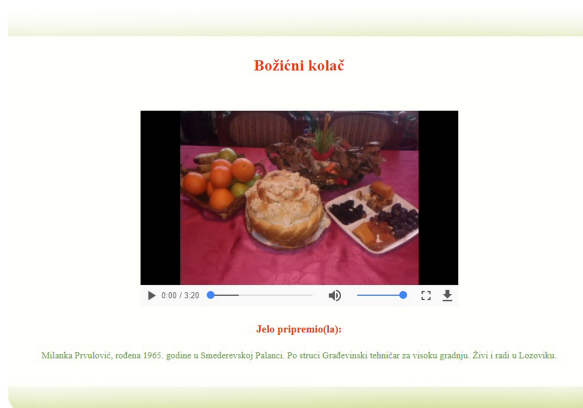 Božićni kolač
0:00 / 3:20
Jelo pripremio(la):
Milanka Prvulović, rođena 1965. godine u Smederevskoj Palanci. Po struci Građevinski tehničar za visoku gradnju. Živi i radi u Lozoviku.